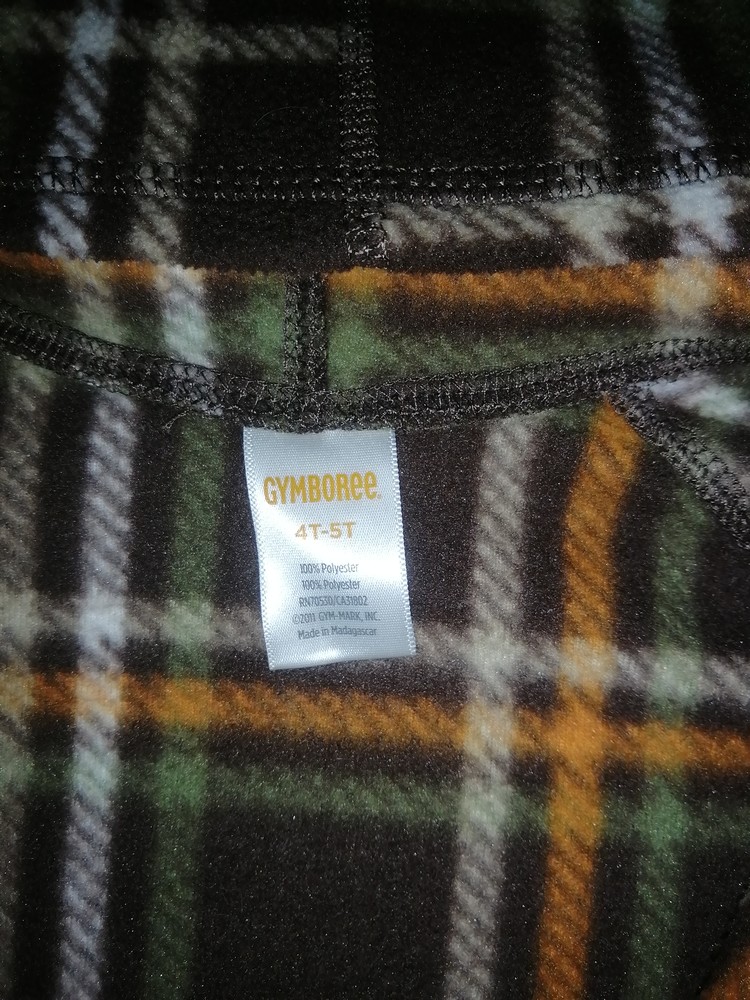 GYMBOREE.
4T-5T
100% Polyester
100% Polyester
RN70530/CA31802
©2011 GYM-MARK, INC.
Made in Madagascar